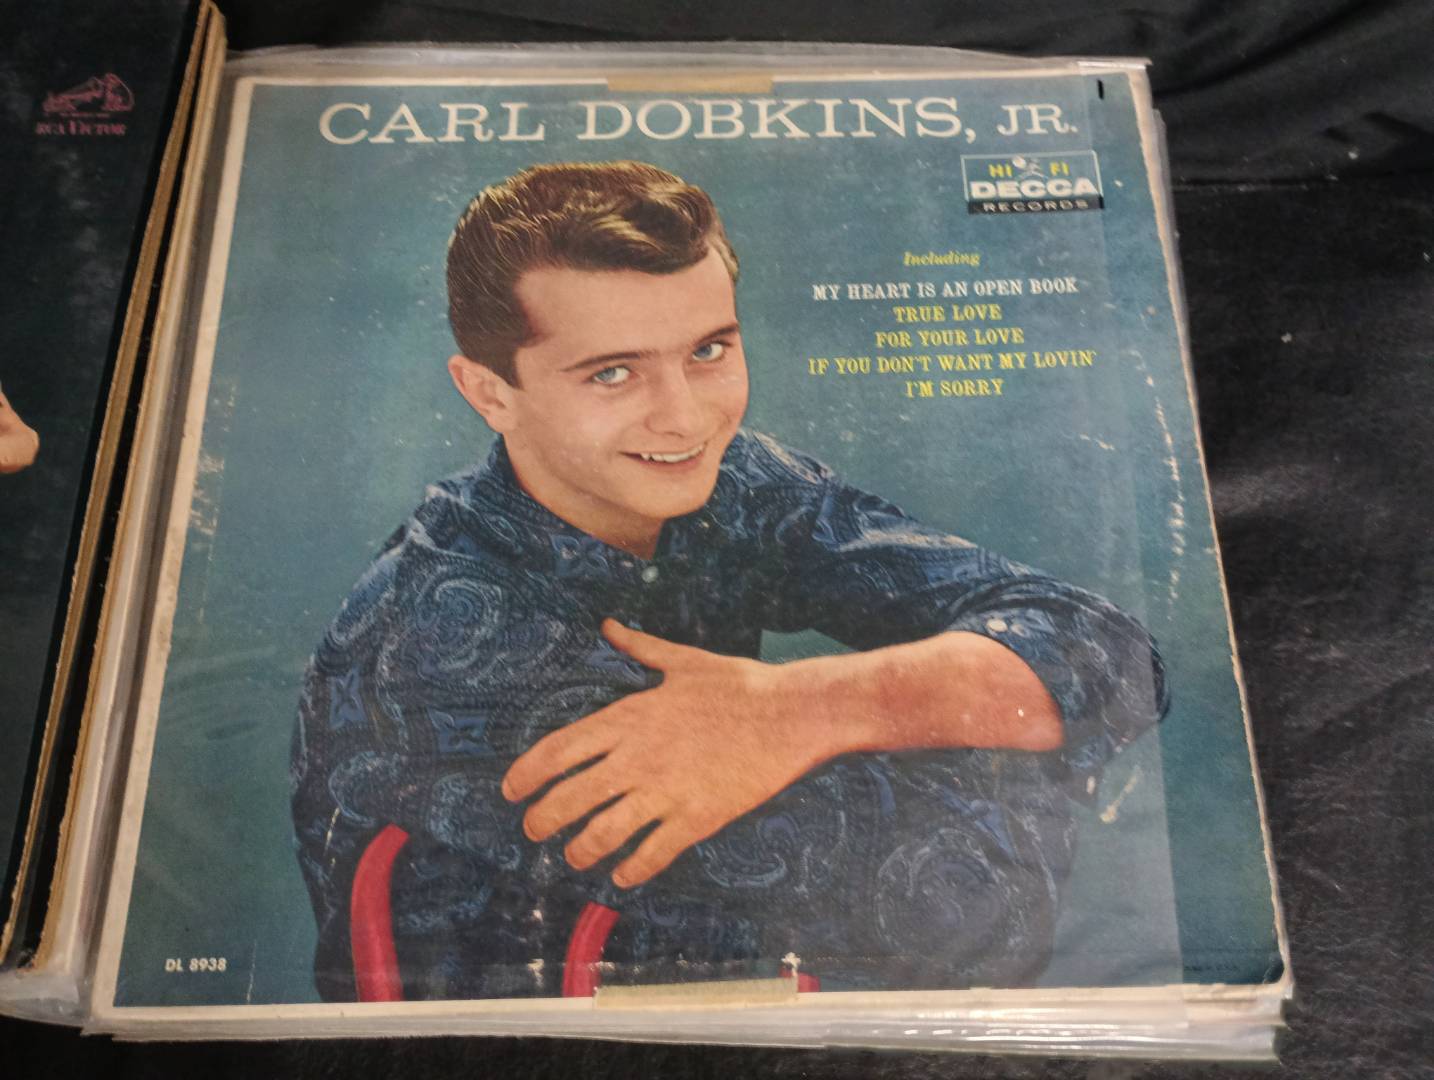 RCA VICTOR
CARL DOBKINS, JR.
HI FI
DECCA
RECORDS
Including
MY HEART IS AN OPEN BOOK
TRUE LOVE
FOR YOUR LOVE
IF YOU DON'T WANT MY LOVIN'
I'M SORRY
DL 8938